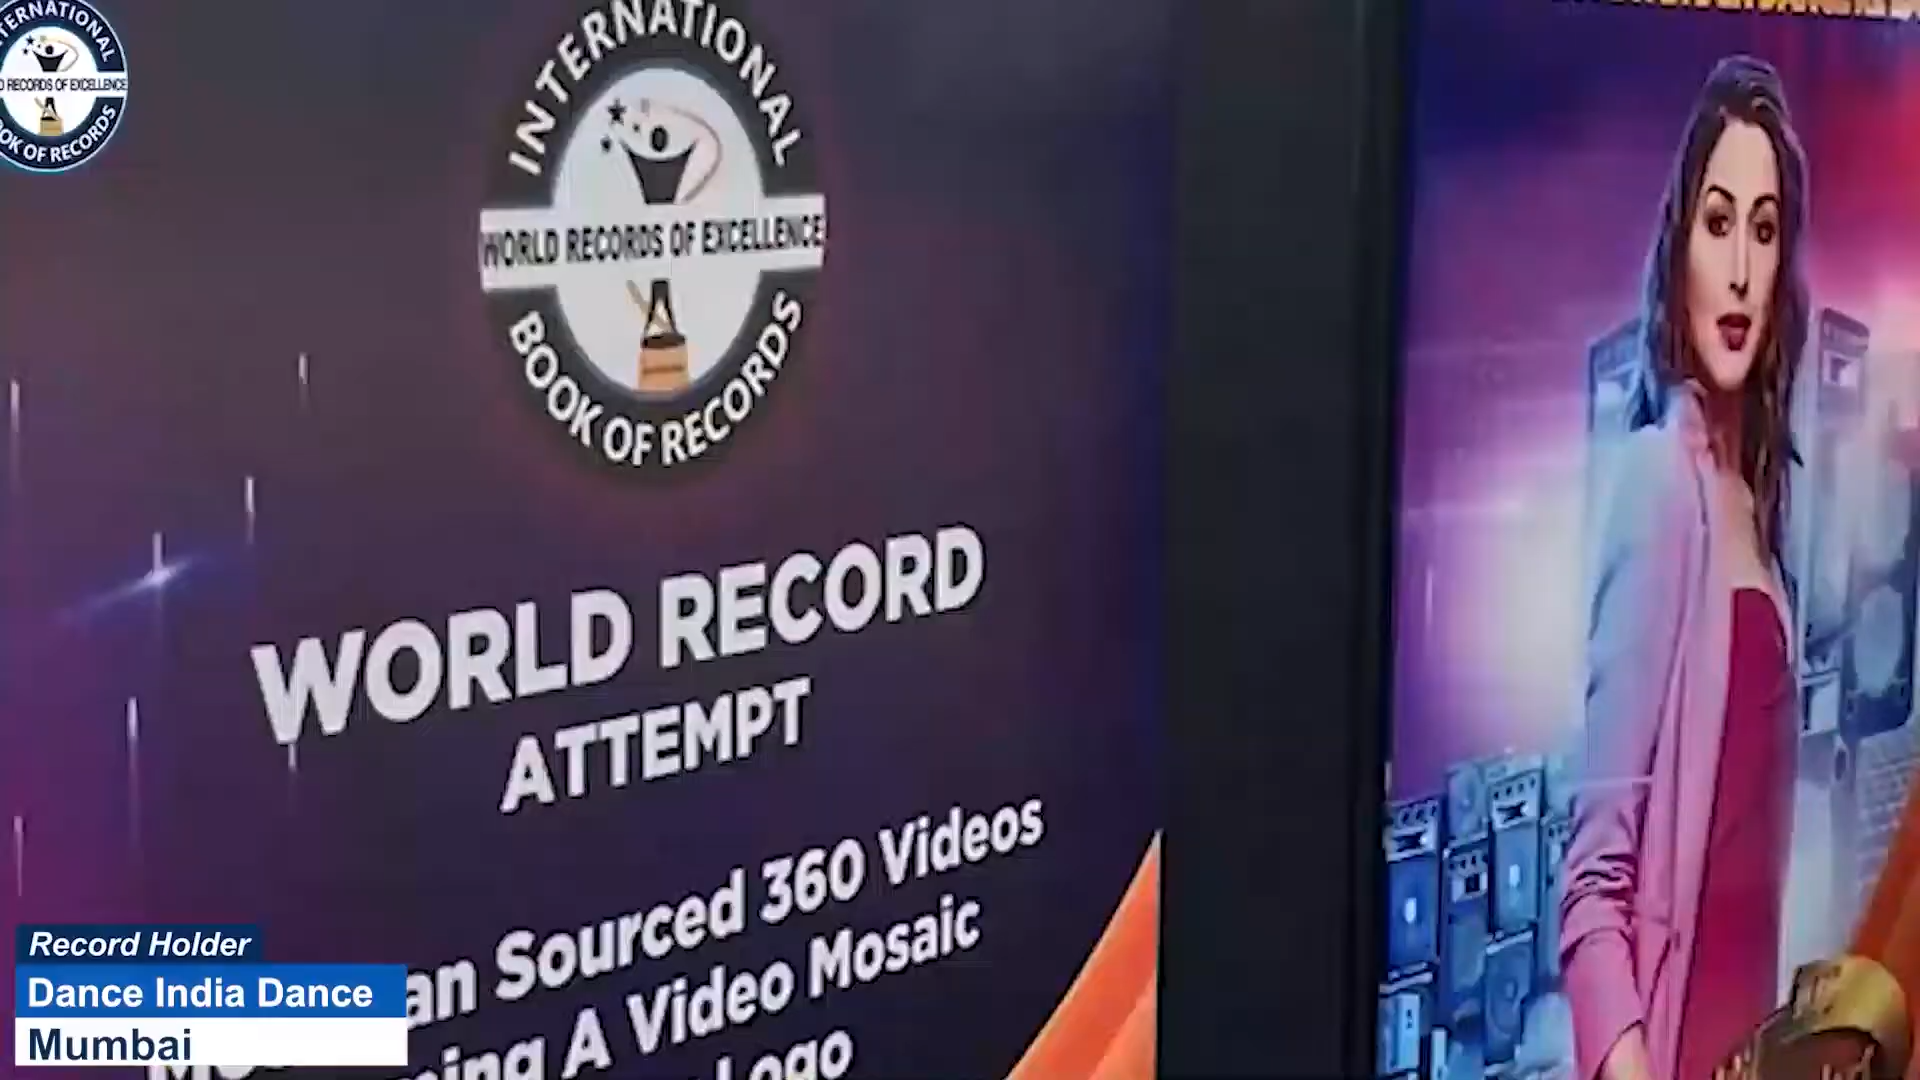 INTERNATIONAL
WORLD RECORDS OF EXCELLENCE
BOOK OF RECORDS
RECORDS OF EXCELLENCE
OF RECORDS
WORLD RECORD
ATTEMPT
Sourced 360 Videos
A Video Mosaic
Logo
Record Holder
Dance India Dance
Mumbai